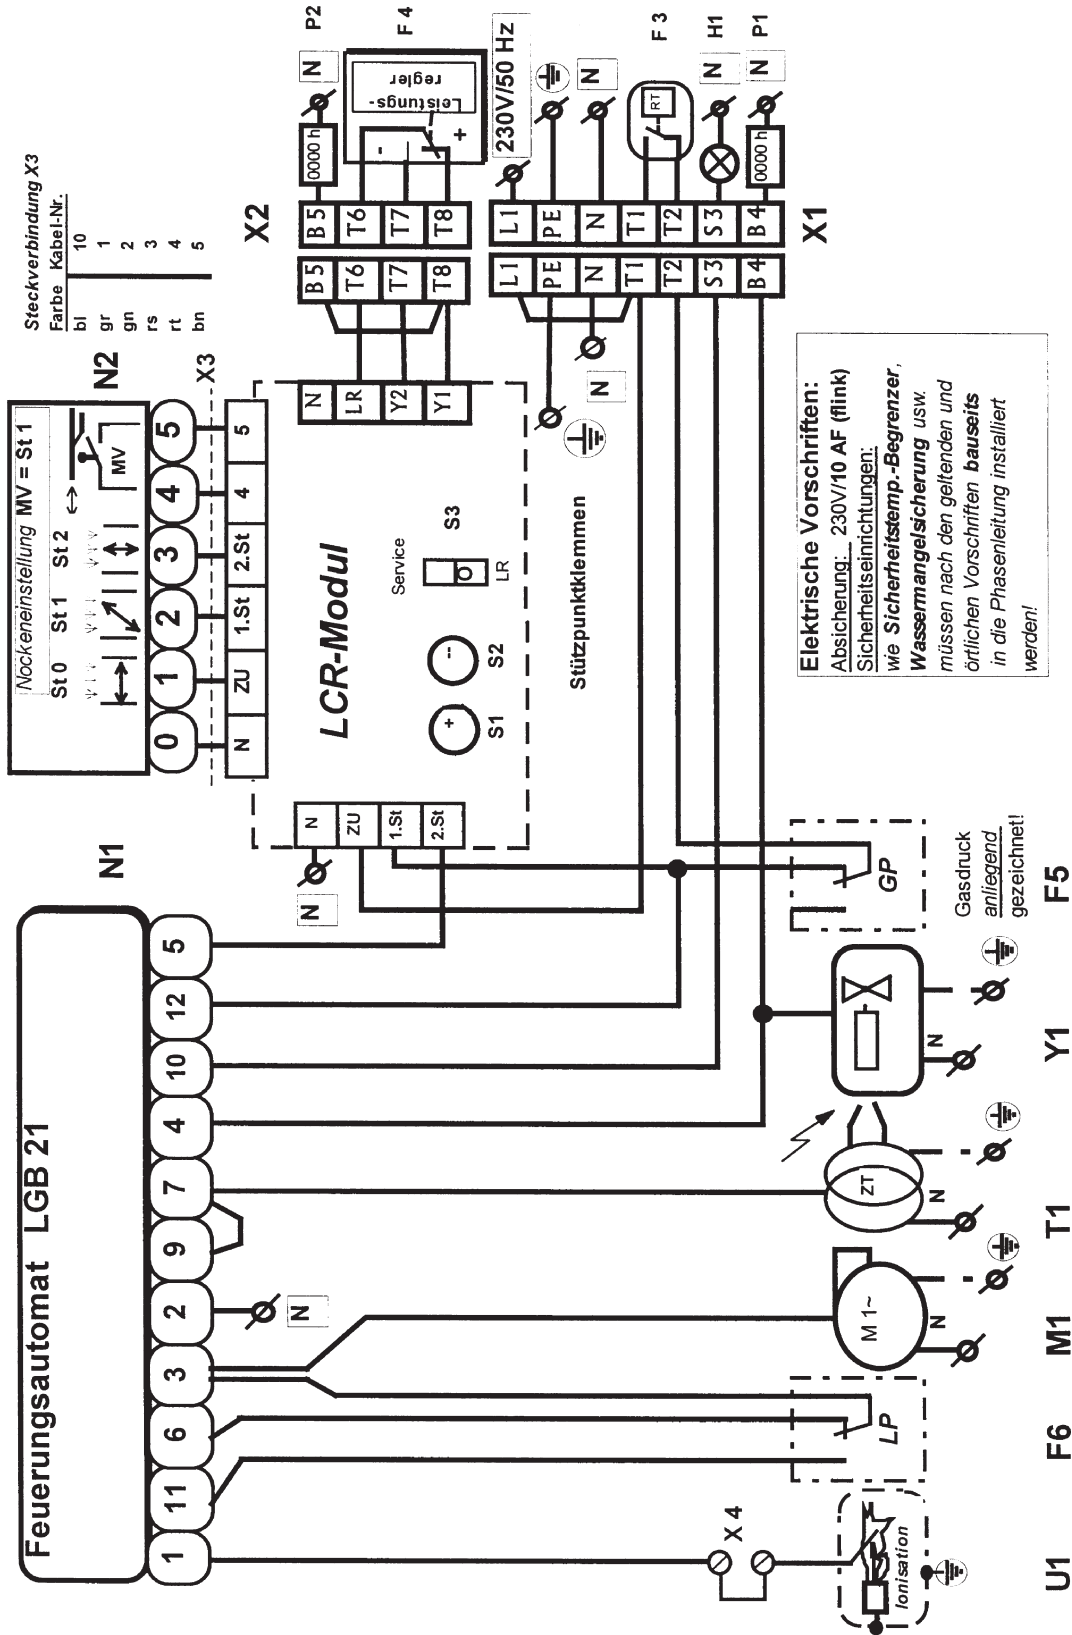 Feuerungsautomat LGB 21
N1
1
11
6
3
2
9
7
4
10
12
5
N
Nockeneinstellung MV = St 1
St 0 St 1 St 2
MV
N2
0 1 2 3 4 5
X3
N ZU 1.St 2.St 4 5
Steckverbindung X3
Farbe Kabel-Nr.
bl 10
gr 1
gn 2
rs 3
rt 4
bn 5
LCR-Modul
N
ZU
1.St
2.St
N
S1 +
S2 --
Service
LR
S3
N
LR
Y2
Y1
Stützpunktklemmen
X2
B5
T6
T7
T8
B5
T6
T7
T8
0000 h
N
P2
Leistungs-
regler
- +
F 4
230V/50 Hz
L1
PE
N
T1
T2
S3
B4
L1
PE
N
T1
T2
S3
B4
X1
N
N
RT
F 3
N
H1
0000 h
N
P1
Elektrische Vorschriften:
Absicherung: 230V/10 AF (flink)
Sicherheitseinrichtungen:
wie Sicherheitstemp.-Begrenzer,
Wassermangelsicherung usw.
müssen nach den geltenden und
örtlichen Vorschriften bauseits
in die Phasenleitung installiert
werden!
X 4
Ionisation
U1
LP
F6
M 1~
N
M1
ZT
N
T1
N
Y1
GP
Gasdruck
anliegend
gezeichnet!
F5